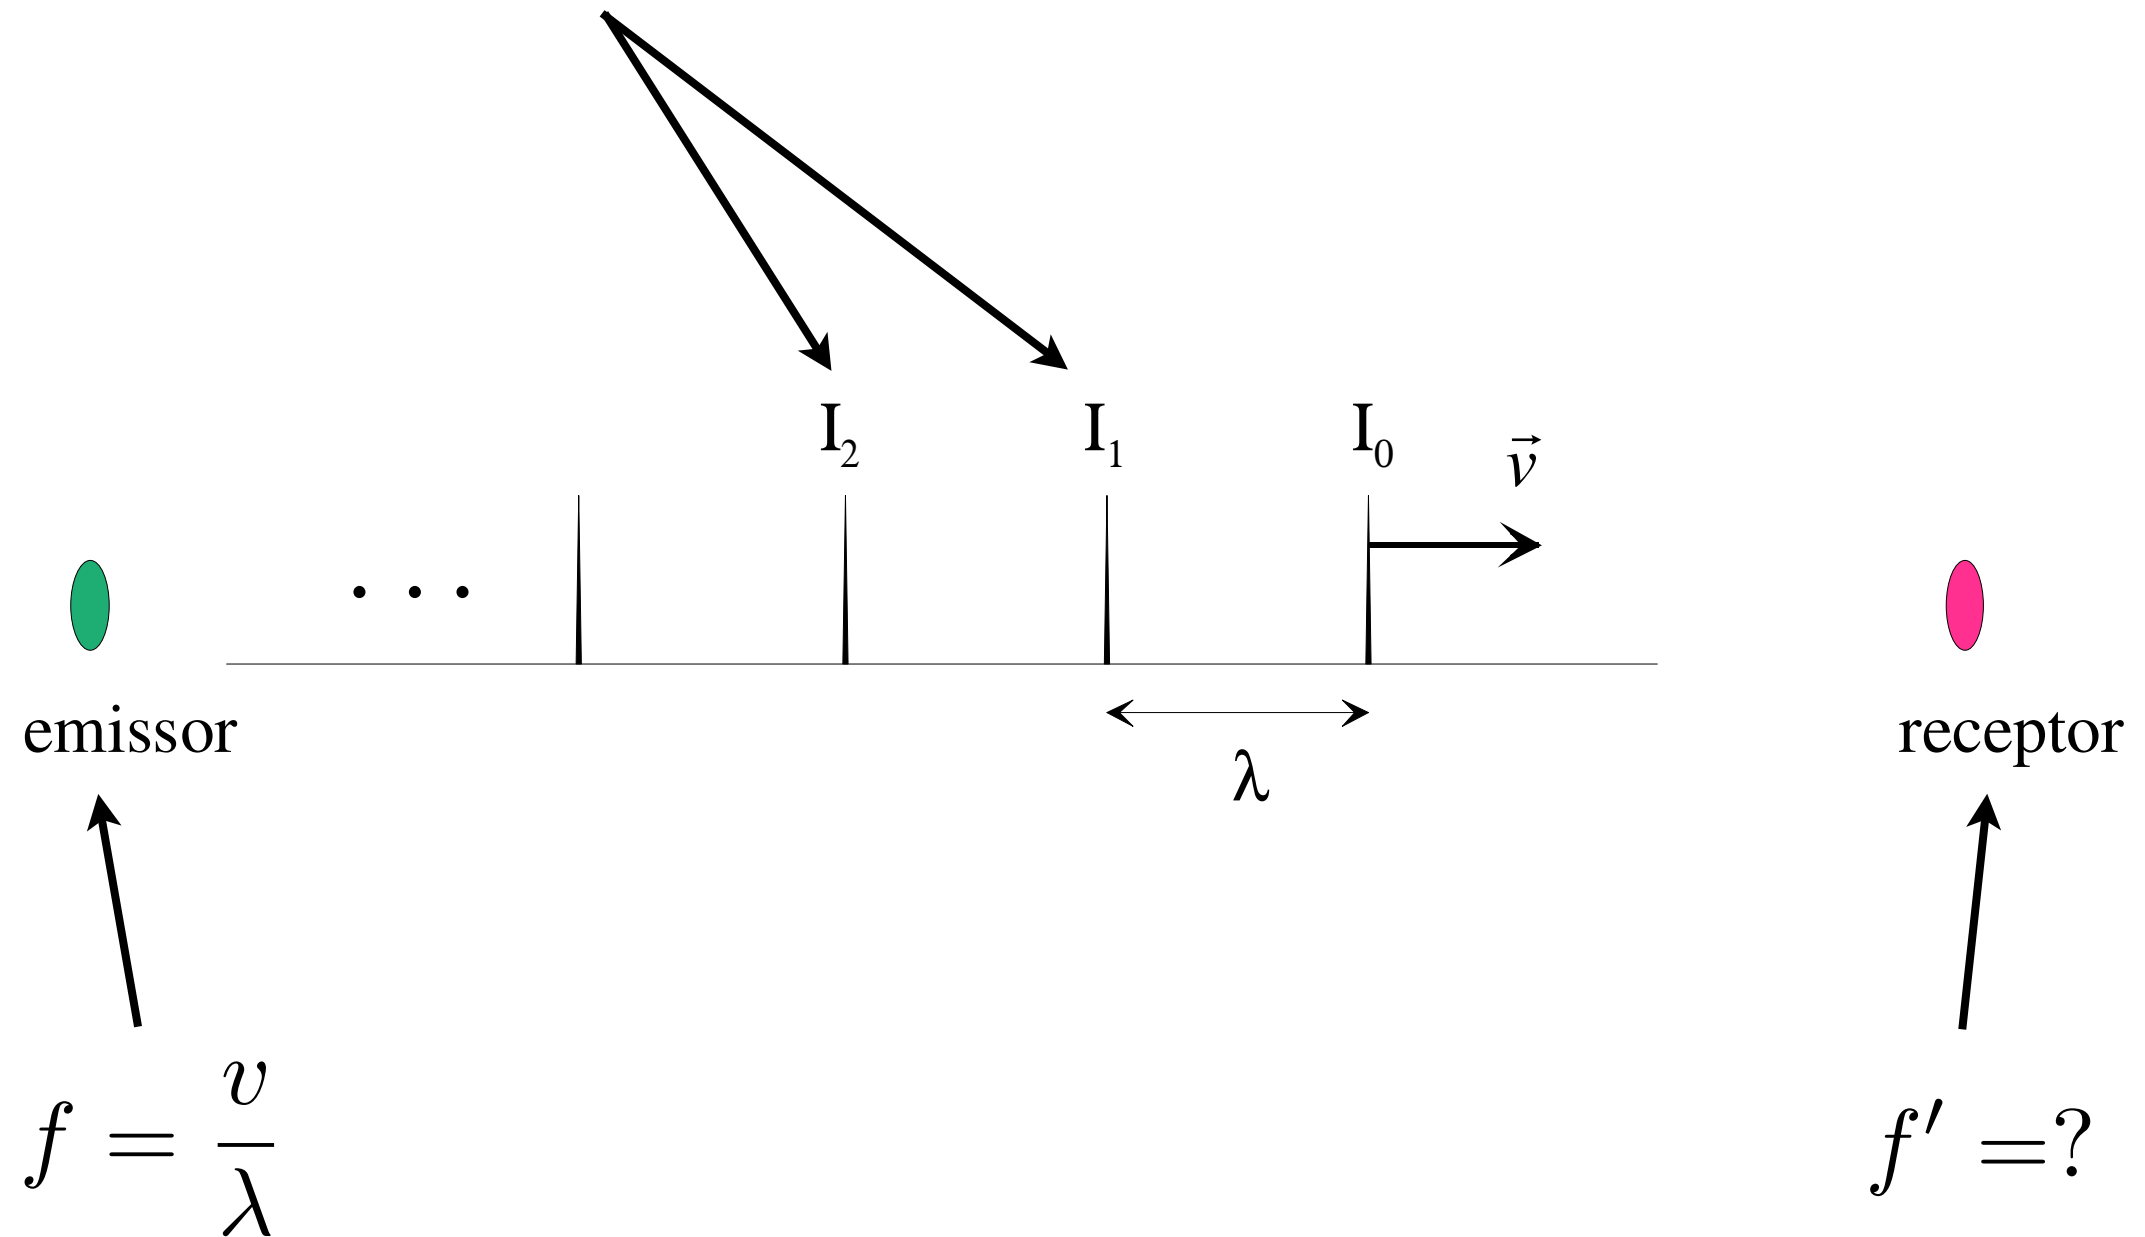 I₂ I₁ I₀ v⃗
emissor receptor
λ
f = v/λ f′ =?